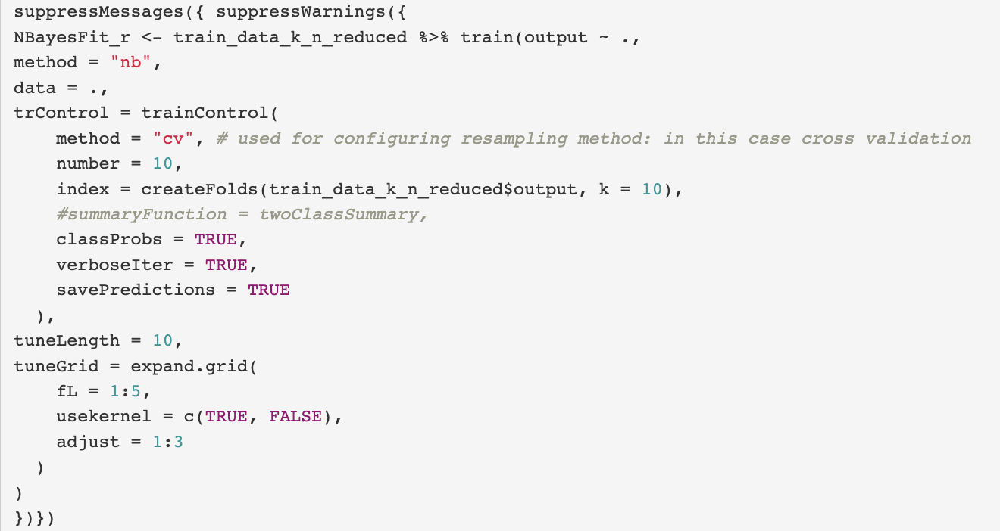 suppressMessages({ suppressWarnings({
NBayesFit_r <- train_data_k_n_reduced %>% train(output ~ .,
method = "nb",
data = .,
trControl = trainControl(
    method = "cv", # used for configuring resampling method: in this case cross validation
    number = 10,
    index = createFolds(train_data_k_n_reduced$output, k = 10),
    #summaryFunction = twoClassSummary,
    classProbs = TRUE,
    verboseIter = TRUE,
    savePredictions = TRUE
  ),
tuneLength = 10,
tuneGrid = expand.grid(
    fL = 1:5,
    usekernel = c(TRUE, FALSE),
    adjust = 1:3
  )
)
})})